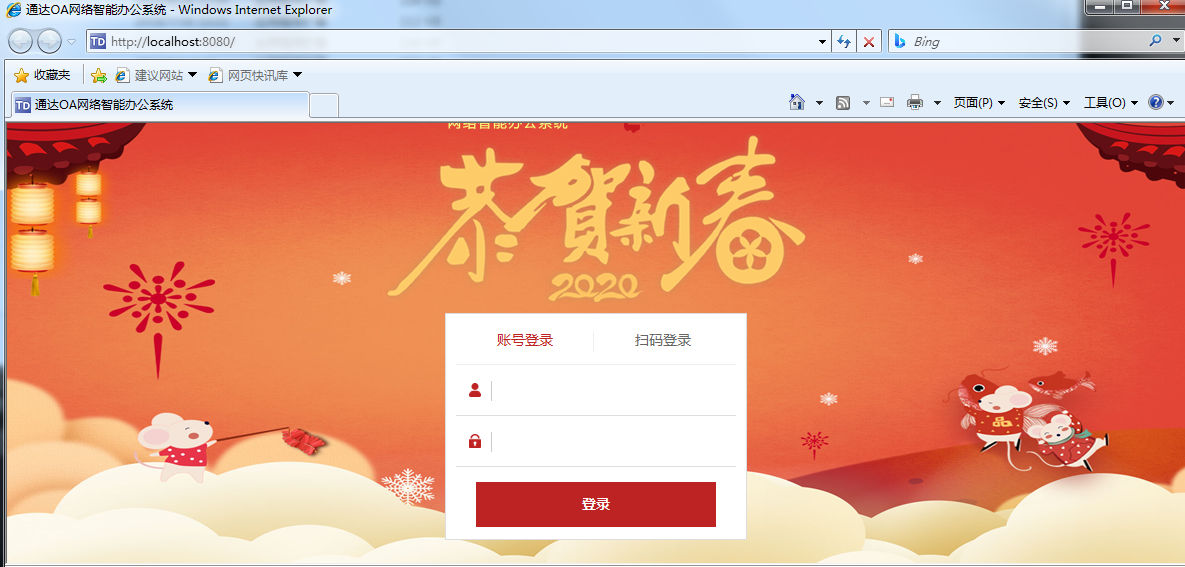 通达OA网络智能办公系统 - Windows Internet Explorer
TD http://localhost:8080/
Bing
收藏夹 建议网站 网页快讯库
TD 通达OA网络智能办公系统
页面(P) 安全(S) 工具(O)
网络智能办公系统
恭賀新春
2020
账号登录 扫码登录
登录